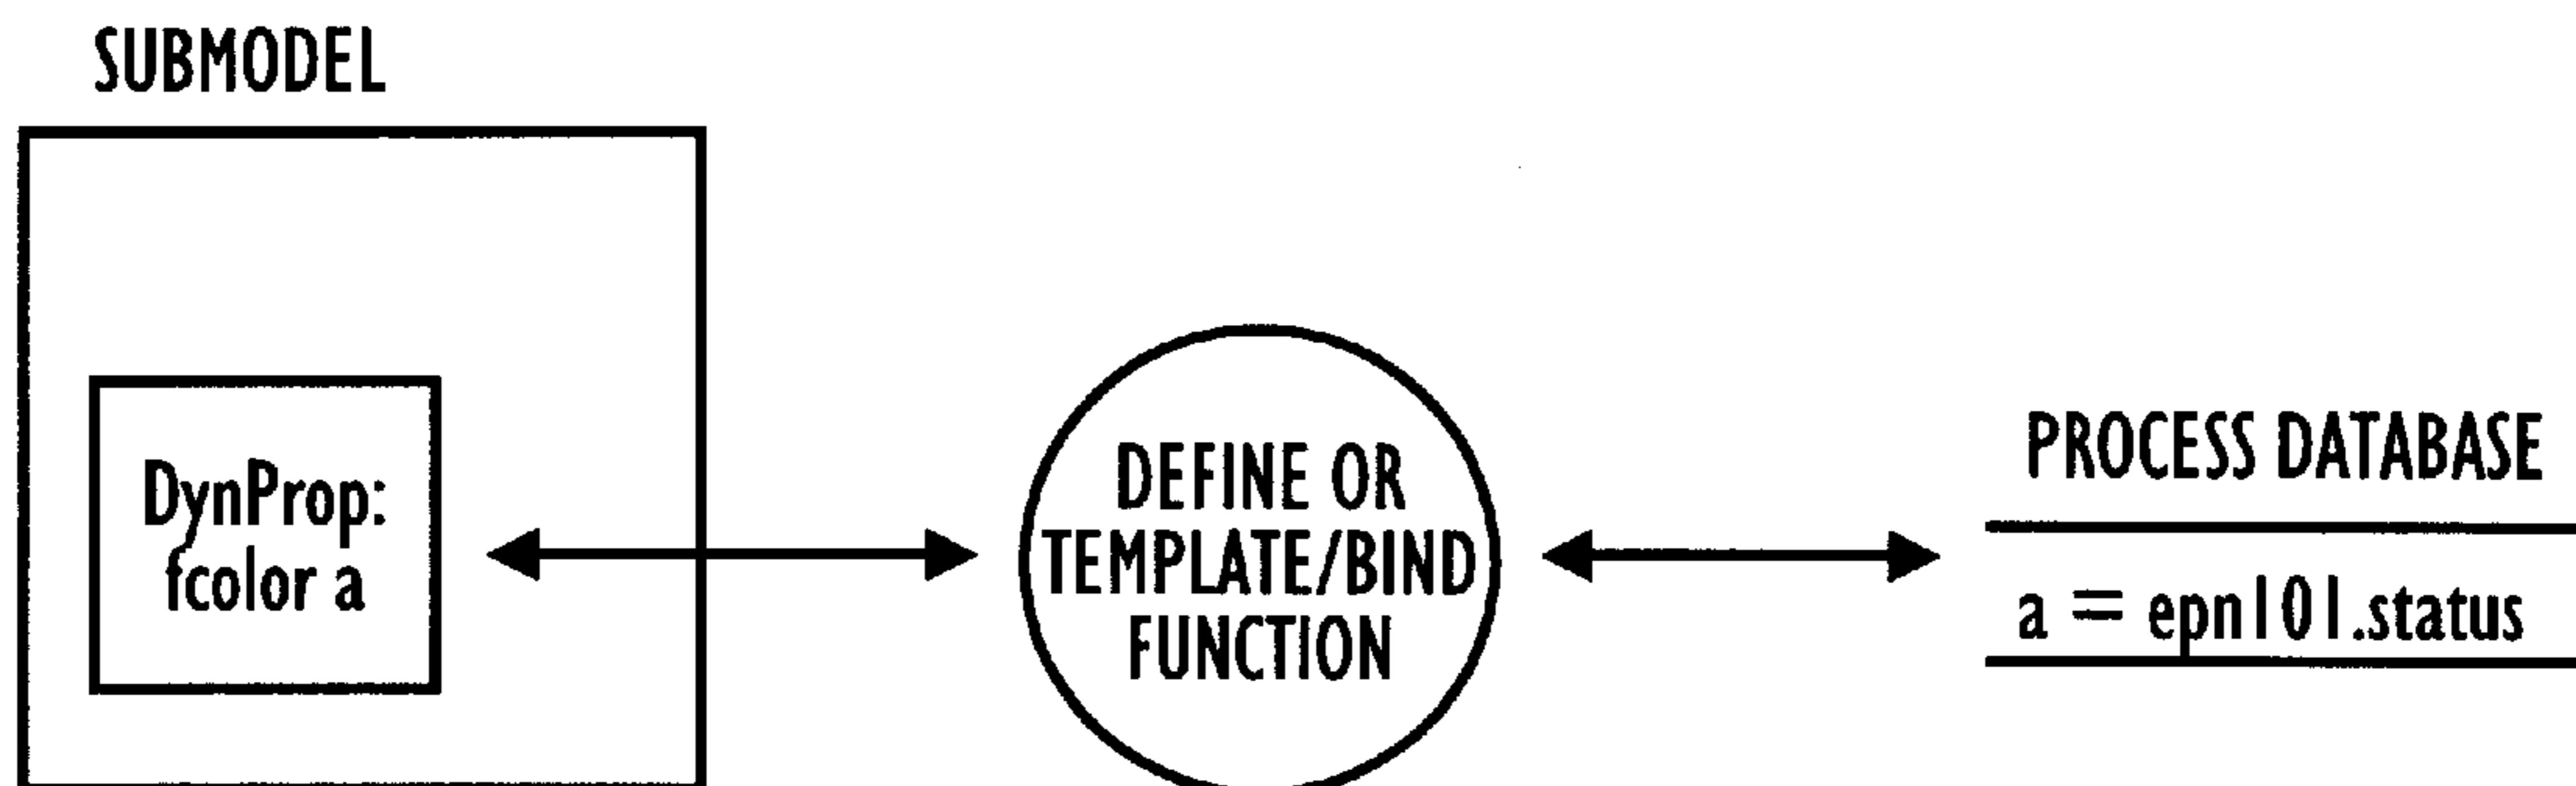 SUBMODEL
DynProp:
fcolor a
DEFINE OR
TEMPLATE/BIND
FUNCTION
PROCESS DATABASE
a = epn101.status